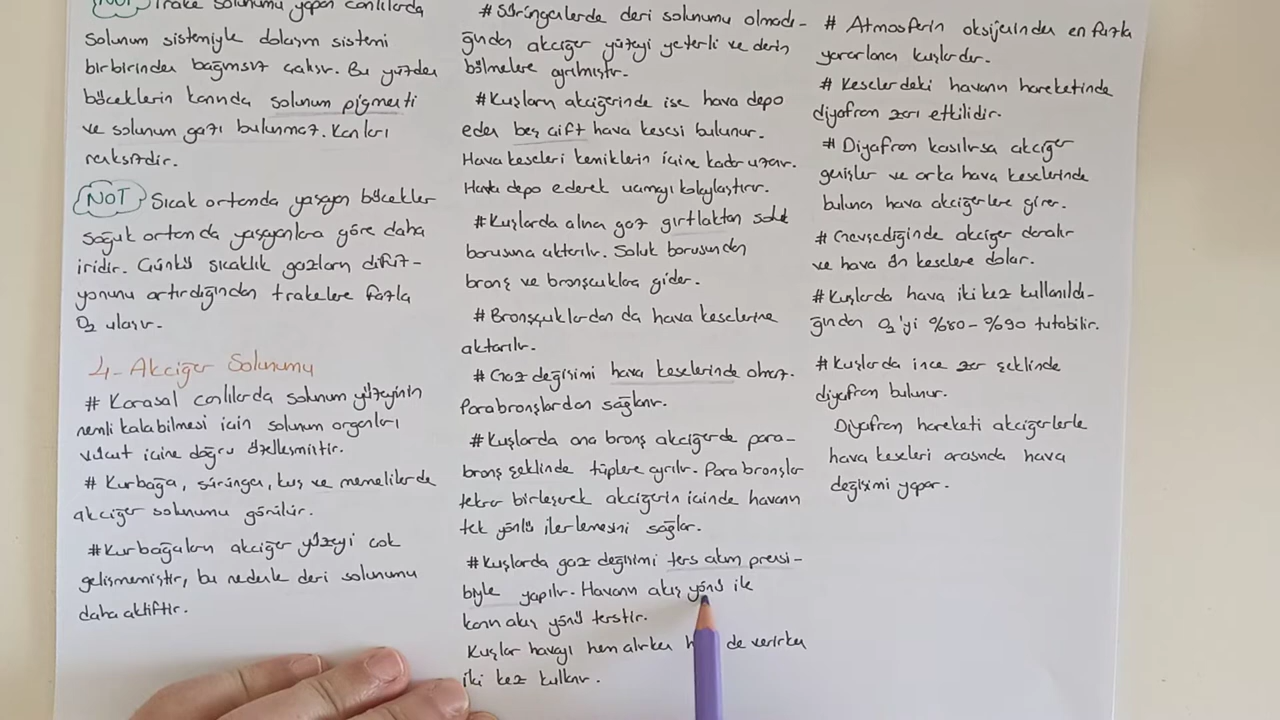 NOT Trake solunumu yapan canlılarda
solunum sistemiyle dolaşım sistemi
birbirinden bağımsız çalışır. Bu yüzden
böceklerin kanında solunum pigmenti
ve solunum gazı bulunmaz. Kanları
renksizdir.
NOT Sıcak ortamda yaşayan böcekler
soğuk ortamda yaşayanlara göre daha
iridir. Çünkü sıcaklık gazların difüz-
yonunu artırdığından trakelere fazla
O2 ulaşır.
4- Akciğer Solunumu
# Karasal canlılarda solunum yüzeyinin
nemli kalabilmesi için solunum organları
vücut içine doğru özelleşmiştir.
# Kurbağa, sürüngen, kuş ve memelilerde
akciğer solunumu görülür.
# Kurbağaların akciğer yüzeyi çok
gelişmemiştir, bu nedenle deri solunumu
daha aktiftir.
# Sürüngenlerde deri solunumu olmadı-
ğından akciğer yüzeyi yeterli ve derin
bölmelere ayrılmıştır.
# Kuşların akciğerinde ise hava depo
eden beş çift hava kesesi bulunur.
Hava keseleri kemiklerin içine kadar uzanır.
Hava depo ederek uçmayı kolaylaştırır.
# Kuşlarda alınan gaz gırtlaktan soluk
borusuna aktarılır. Soluk borusundan
bronş ve bronşçuklara gider.
# Bronşçuklardan da hava keselerine
aktarılır.
# Gaz değişimi hava keselerinde olmaz.
Parabronşlardan sağlanır.
# Kuşlarda ana bronş akciğerde para-
bronş şeklinde tüplere ayrılır. Parabronşlar
tekrar birleşerek akciğerin içinde havanın
tek yönlü ilerlemesini sağlar.
# Kuşlarda gaz değişimi ters akım prensi-
biyle yapılır. Havanın akış yönü ile
kanın akış yönü terstir.
Kuşlar havayı hem alırken de verirken
iki kez kullanır.
# Atmosferin oksijeninden en fazla
yararlanan kuşlardır.
# Keselerdeki havanın hareketinde
diyafram zarı etkilidir.
# Diyafram kasılırsa akciğer
genişler ve arka hava keselerinde
bulunan hava akciğerlere girer.
# Gevşediğinde akciğer daralır
ve hava ön keselere dolar.
# Kuşlarda hava iki kez kullanıldı-
ğından O2'yi %80 - %90 tutabilir.
# Kuşlarda ince zar şeklinde
diyafram bulunur.
Diyafram hareketi akciğerlerle
hava keseleri arasında hava
değişimi yapar.